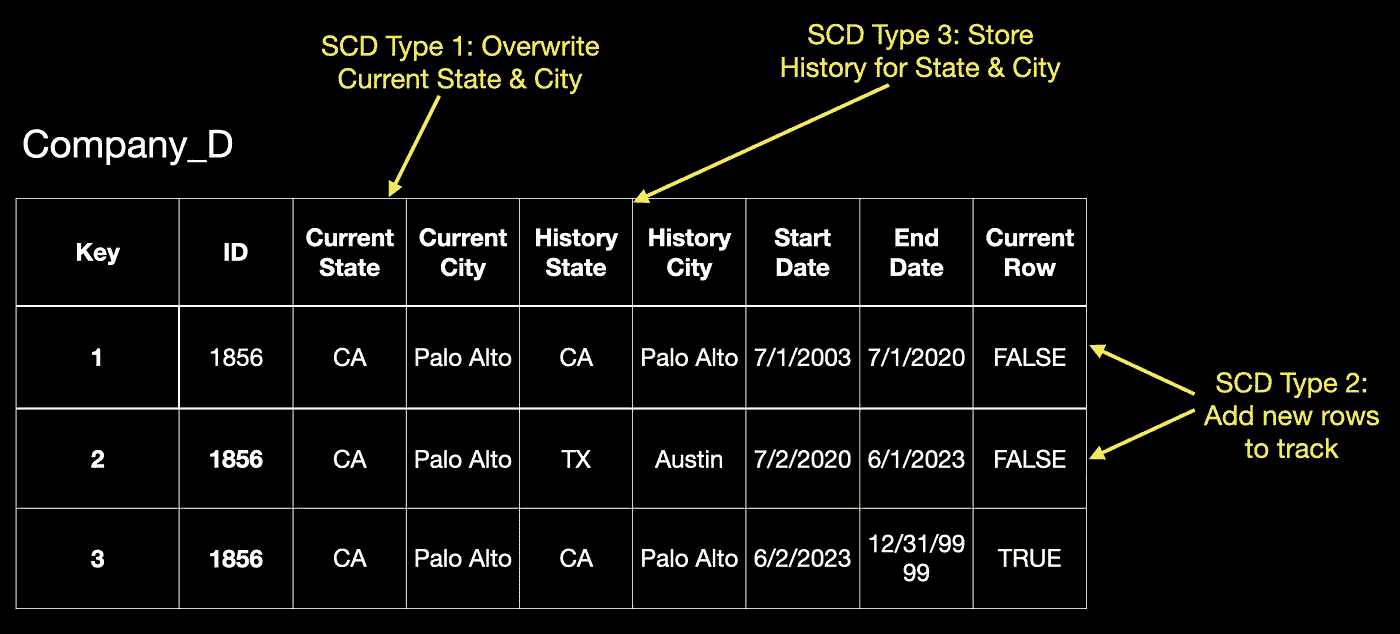 SCD Type 1: Overwrite
Current State & City
SCD Type 3: Store
History for State & City
Company_D
Key ID Current State Current City History State History City Start Date End Date Current Row
1 1856 CA Palo Alto CA Palo Alto 7/1/2003 7/1/2020 FALSE
2 1856 CA Palo Alto TX Austin 7/2/2020 6/1/2023 FALSE
3 1856 CA Palo Alto CA Palo Alto 6/2/2023 12/31/99 99 TRUE
SCD Type 2:
Add new rows
to track